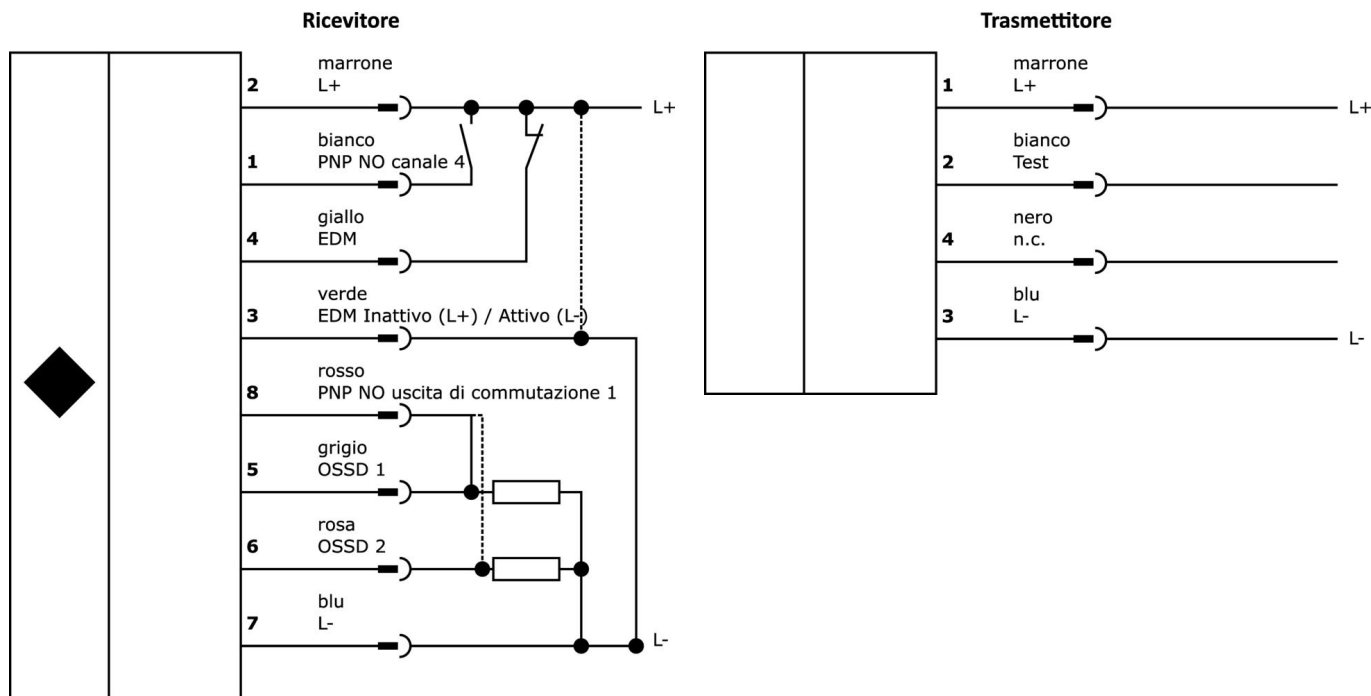 Ricevitore
marrone
2 L+
L+
bianco
1 PNP NO canale 4
giallo
4 EDM
verde
3 EDM Inattivo (L+) / Attivo (L-)
rosso
8 PNP NO uscita di commutazione 1
grigio
5 OSSD 1
rosa
6 OSSD 2
blu
7 L-
L-
Trasmettitore
marrone
1 L+
L+
bianco
2 Test
nero
4 n.c.
blu
3 L-
L-